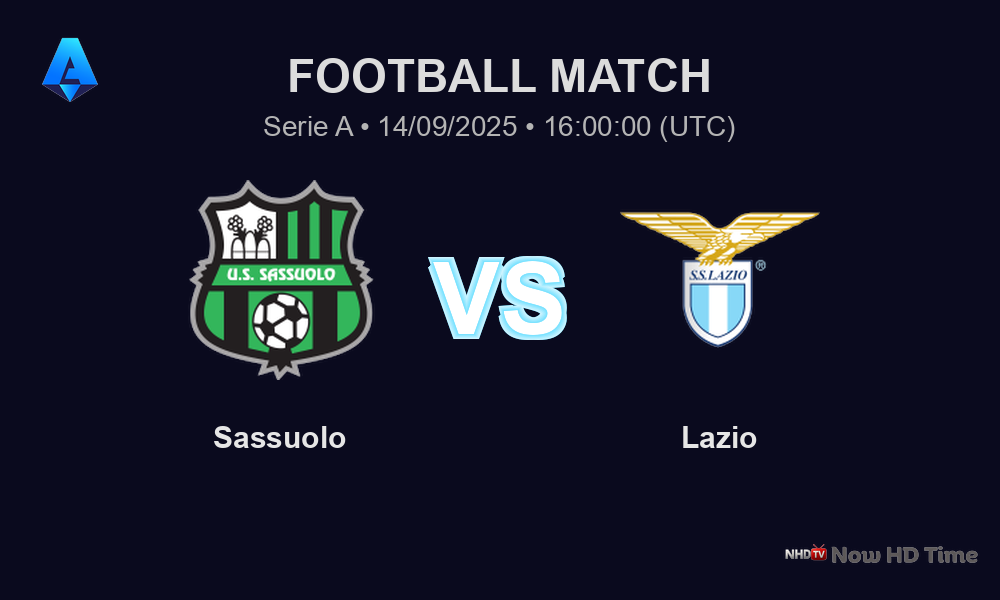 FOOTBALL MATCH
Serie A • 14/09/2025 • 16:00:00 (UTC)
U.S. SASSUOLO
VS
S.S.LAZIO
®
Sassuolo
Lazio
NHDTV Now HD Time